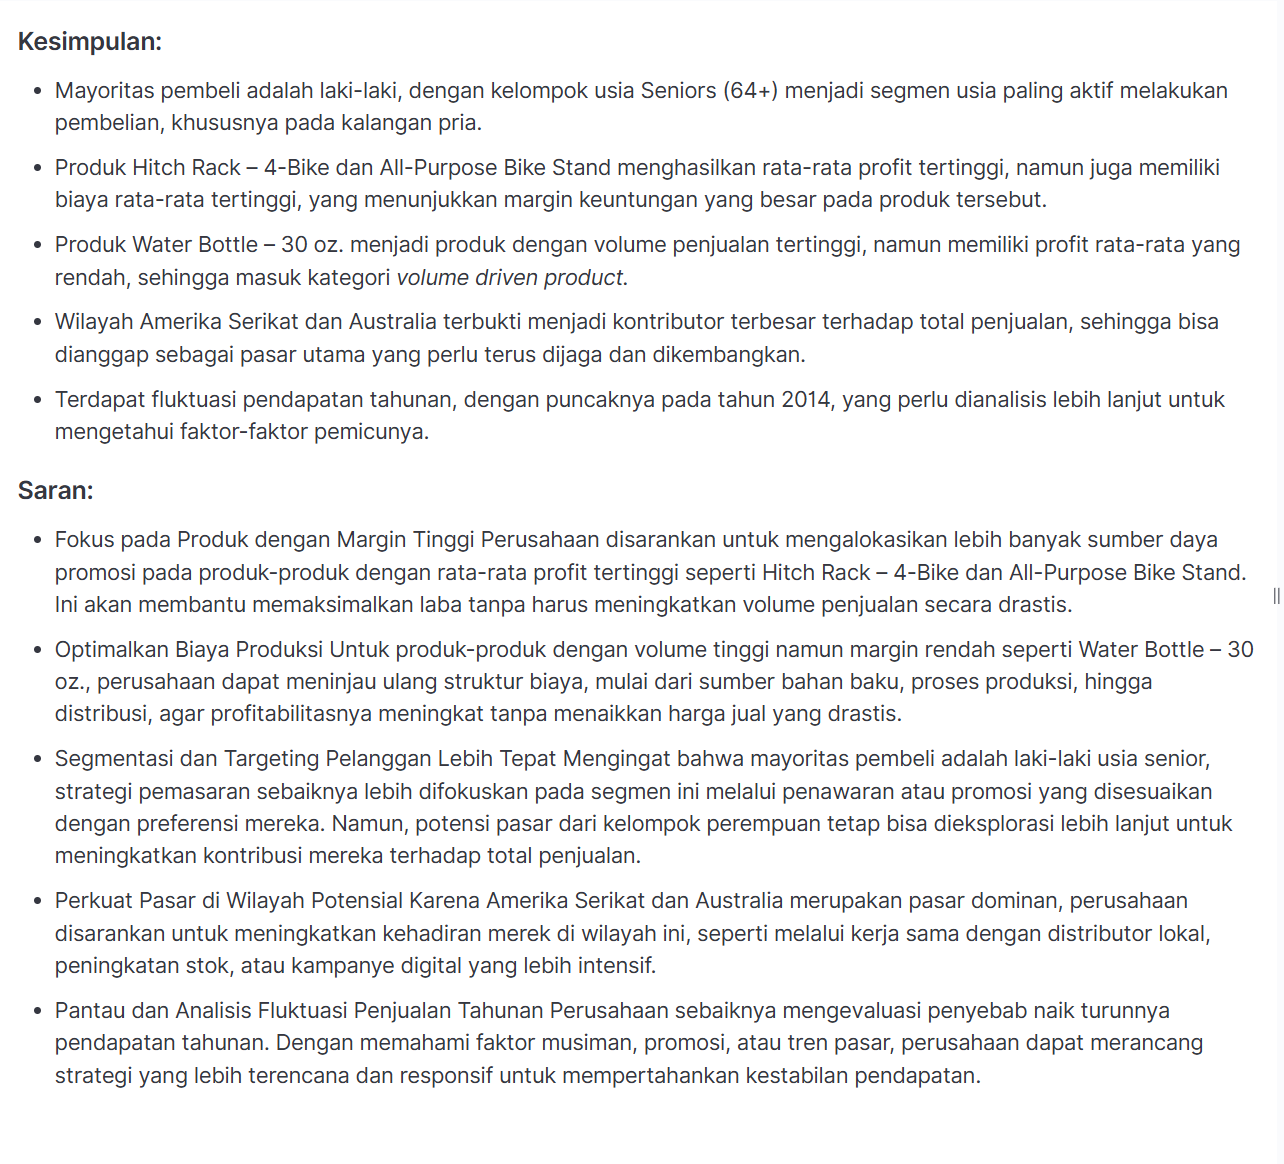 Kesimpulan:
• Mayoritas pembeli adalah laki-laki, dengan kelompok usia Seniors (64+) menjadi segmen usia paling aktif melakukan
pembelian, khususnya pada kalangan pria.
• Produk Hitch Rack – 4-Bike dan All-Purpose Bike Stand menghasilkan rata-rata profit tertinggi, namun juga memiliki
biaya rata-rata tertinggi, yang menunjukkan margin keuntungan yang besar pada produk tersebut.
• Produk Water Bottle – 30 oz. menjadi produk dengan volume penjualan tertinggi, namun memiliki profit rata-rata yang
rendah, sehingga masuk kategori volume driven product.
• Wilayah Amerika Serikat dan Australia terbukti menjadi kontributor terbesar terhadap total penjualan, sehingga bisa
dianggap sebagai pasar utama yang perlu terus dijaga dan dikembangkan.
• Terdapat fluktuasi pendapatan tahunan, dengan puncaknya pada tahun 2014, yang perlu dianalisis lebih lanjut untuk
mengetahui faktor-faktor pemicunya.
Saran:
• Fokus pada Produk dengan Margin Tinggi Perusahaan disarankan untuk mengalokasikan lebih banyak sumber daya
promosi pada produk-produk dengan rata-rata profit tertinggi seperti Hitch Rack – 4-Bike dan All-Purpose Bike Stand.
Ini akan membantu memaksimalkan laba tanpa harus meningkatkan volume penjualan secara drastis.
• Optimalkan Biaya Produksi Untuk produk-produk dengan volume tinggi namun margin rendah seperti Water Bottle – 30
oz., perusahaan dapat meninjau ulang struktur biaya, mulai dari sumber bahan baku, proses produksi, hingga
distribusi, agar profitabilitasnya meningkat tanpa menaikkan harga jual yang drastis.
• Segmentasi dan Targeting Pelanggan Lebih Tepat Mengingat bahwa mayoritas pembeli adalah laki-laki usia senior,
strategi pemasaran sebaiknya lebih difokuskan pada segmen ini melalui penawaran atau promosi yang disesuaikan
dengan preferensi mereka. Namun, potensi pasar dari kelompok perempuan tetap bisa dieksplorasi lebih lanjut untuk
meningkatkan kontribusi mereka terhadap total penjualan.
• Perkuat Pasar di Wilayah Potensial Karena Amerika Serikat dan Australia merupakan pasar dominan, perusahaan
disarankan untuk meningkatkan kehadiran merek di wilayah ini, seperti melalui kerja sama dengan distributor lokal,
peningkatan stok, atau kampanye digital yang lebih intensif.
• Pantau dan Analisis Fluktuasi Penjualan Tahunan Perusahaan sebaiknya mengevaluasi penyebab naik turunnya
pendapatan tahunan. Dengan memahami faktor musiman, promosi, atau tren pasar, perusahaan dapat merancang
strategi yang lebih terencana dan responsif untuk mempertahankan kestabilan pendapatan.